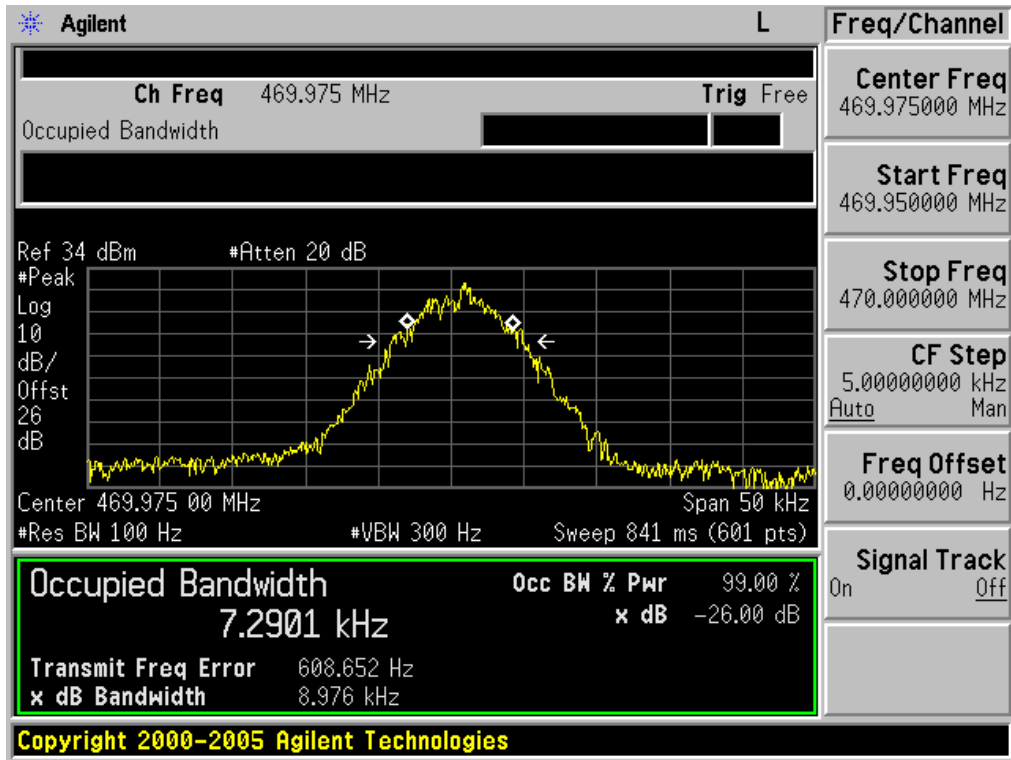 Agilent L Freq/Channel
Ch Freq 469.975 MHz Trig Free
Occupied Bandwidth
Ref 34 dBm #Atten 20 dB
#Peak
Log
10
dB/
Offst
26
dB
Center 469.975 00 MHz Span 50 kHz
#Res BW 100 Hz #VBW 300 Hz Sweep 841 ms (601 pts)
Occupied Bandwidth Occ BW % Pwr 99.00 %
7.2901 kHz x dB -26.00 dB
Transmit Freq Error 608.652 Hz
x dB Bandwidth 8.976 kHz
Copyright 2000-2005 Agilent Technologies
Center Freq
469.975000 MHz
Start Freq
469.950000 MHz
Stop Freq
470.000000 MHz
CF Step
5.00000000 kHz
Auto Man
Freq Offset
0.00000000 Hz
Signal Track
On Off